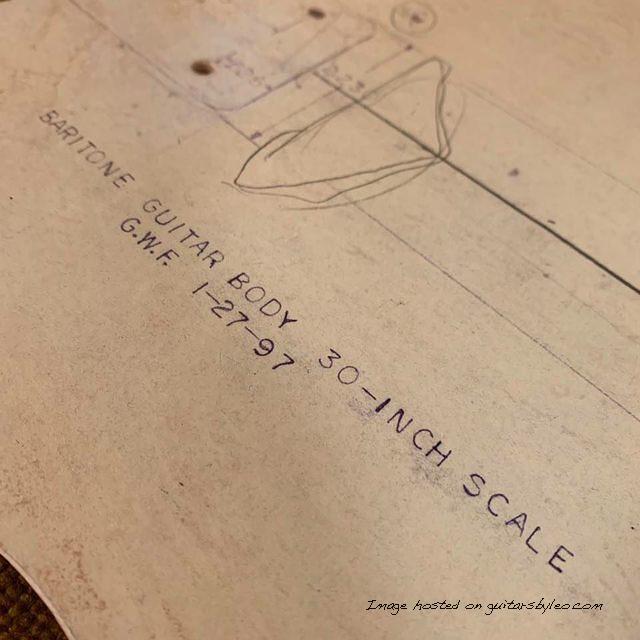 BARITONE GUITAR BODY 30-INCH SCALE
G.W.F. 1-27-97
Image hosted on guitarsbyleo.com